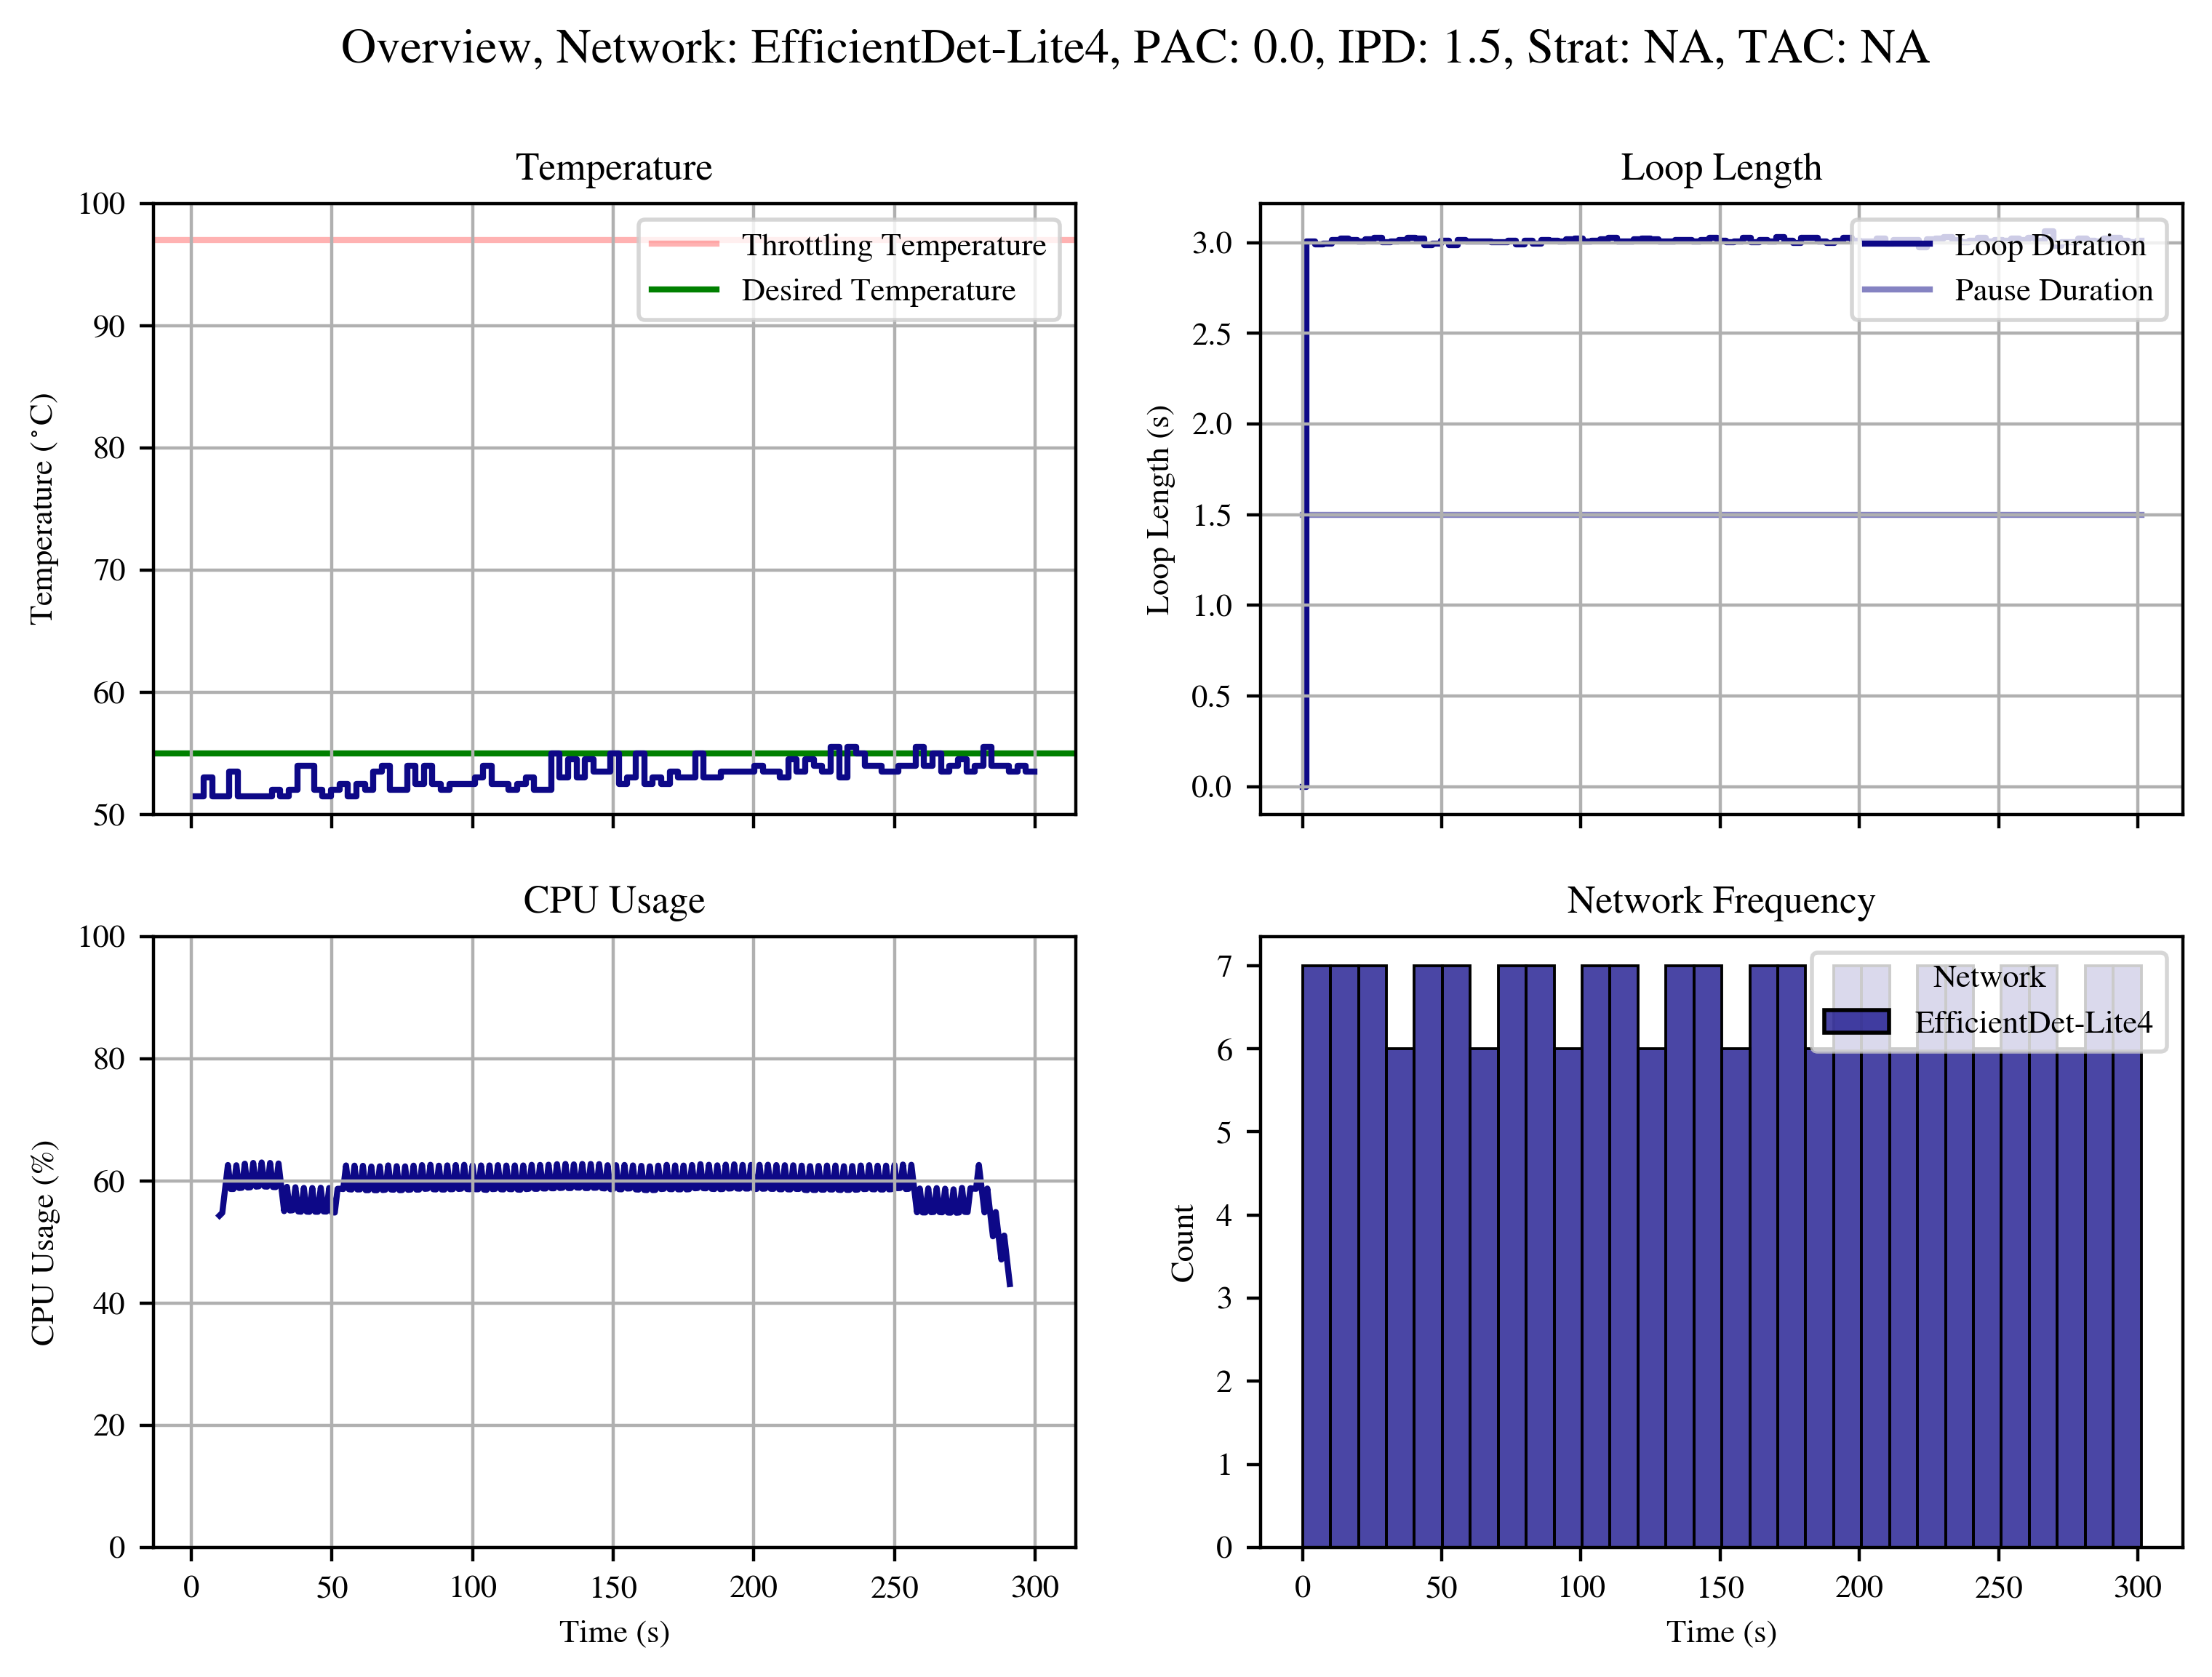 Overview, Network: EfficientDet-Lite4, PAC: 0.0, IPD: 1.5, Strat: NA, TAC: NA
Temperature
100
90
80
70
60
50
Temperature (°C)
Throttling Temperature
Desired Temperature
Loop Length
3.0
2.5
2.0
1.5
1.0
0.5
0.0
Loop Length (s)
Loop Duration
Pause Duration
CPU Usage
100
80
60
40
20
0
CPU Usage (%)
0 50 100 150 200 250 300
Time (s)
Network Frequency
7
6
5
4
3
2
1
0
Count
Network
EfficientDet-Lite4
0 50 100 150 200 250 300
Time (s)